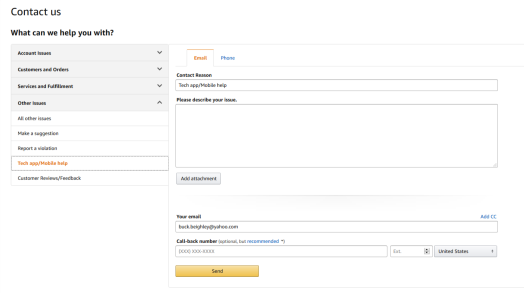 Contact us
What can we help you with?
Account Issues
Customers and Orders
Services and Fulfillment
Other issues
All other issues
Make a suggestion
Report a violation
Tech app/Mobile help
Customer Reviews/Feedback
Email Phone
Contact Reason
Tech app/Mobile help
Please describe your issue.
Add attachment
Your email Add CC
buck.beighley@yahoo.com
Call-back number (optional, but recommended *)
(XXX) XXX-XXXX Ext. United States
Send